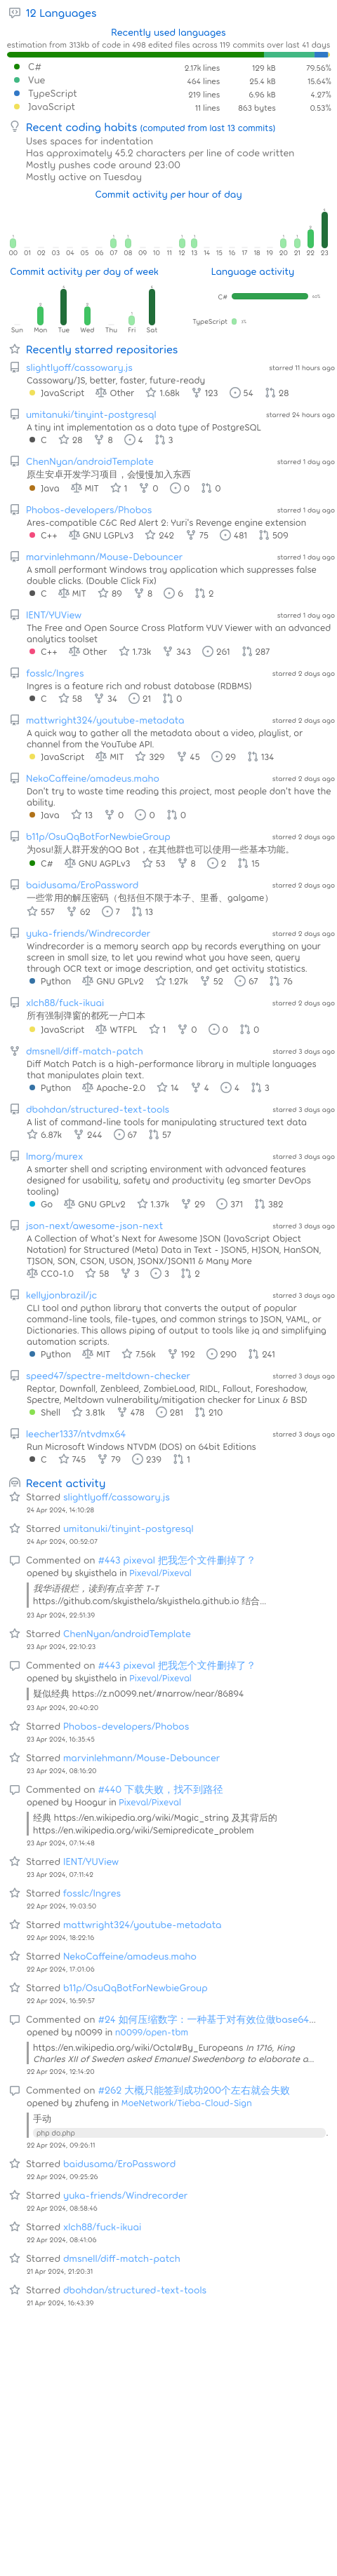 12 Languages
Recently used languages
estimation from 313kb of code in 498 edited files across 119 commits over last 41 days
C# 2.17k lines 129 kB 79.56%
Vue 464 lines 25.4 kB 15.64%
TypeScript 219 lines 6.96 kB 4.27%
JavaScript 11 lines 863 bytes 0.53%
Recent coding habits (computed from last 13 commits)
Uses spaces for indentation
Has approximately 45.2 characters per line of code written
Mostly pushes code around 23:00
Mostly active on Tuesday
Commit activity per hour of day
00 01 02 03 04 05 06 07 08 09 10 11 12 13 14 15 16 17 18 19 20 21 22 23
Commit activity per day of week Language activity
C#
TypeScript
Sun Mon Tue Wed Thu Fri Sat
Recently starred repositories
slightlyoff/cassowary.js starred 11 hours ago
Cassowary/JS, better, faster, future-ready
JavaScript Other 1.68k 123 54 28
umitanuki/tinyint-postgresql starred 24 hours ago
A tiny int implementation as a data type of PostgreSQL
C 28 8 4 3
ChenNyan/androidTemplate starred 1 day ago
原生安卓开发学习项目，会慢慢加入东西
Java MIT 1 0 0 0
Phobos-developers/Phobos starred 1 day ago
Ares-compatible C&C Red Alert 2: Yuri's Revenge engine extension
C++ GNU LGPLv3 242 75 481 509
marvinlehmann/Mouse-Debouncer starred 1 day ago
A small performant Windows tray application which suppresses false
double clicks. (Double Click Fix)
C MIT 89 8 6 2
IENT/YUView starred 1 day ago
The Free and Open Source Cross Platform YUV Viewer with an advanced
analytics toolset
C++ Other 1.73k 343 261 287
fosslc/Ingres starred 2 days ago
Ingres is a feature rich and robust database (RDBMS)
C 58 34 21 0
mattwright324/youtube-metadata starred 2 days ago
A quick way to gather all the metadata about a video, playlist, or
channel from the YouTube API.
JavaScript MIT 329 45 29 134
NekoCaffeine/amadeus.maho starred 2 days ago
Don't try to waste time reading this project, most people don't have the
ability.
Java 13 0 0 0
b11p/OsuQqBotForNewbieGroup starred 2 days ago
为osu!新人群开发的QQ Bot，在其他群也可以使用一些基本功能。
C# GNU AGPLv3 53 8 2 15
baidusama/EroPassword starred 2 days ago
一些常用的解压密码（包括但不限于本子、里番、galgame）
557 62 7 13
yuka-friends/Windrecorder starred 2 days ago
Windrecorder is a memory search app by records everything on your
screen in small size, to let you rewind what you have seen, query
through OCR text or image description, and get activity statistics.
Python GNU GPLv2 1.27k 52 67 76
xlch88/fuck-ikuai starred 2 days ago
所有强制弹窗的都死一户口本
JavaScript WTFPL 1 0 0 0
dmsnell/diff-match-patch starred 3 days ago
Diff Match Patch is a high-performance library in multiple languages
that manipulates plain text.
Python Apache-2.0 14 4 4 3
dbohdan/structured-text-tools starred 3 days ago
A list of command-line tools for manipulating structured text data
6.87k 244 67 57
lmorg/murex starred 3 days ago
A smarter shell and scripting environment with advanced features
designed for usability, safety and productivity (eg smarter DevOps
tooling)
Go GNU GPLv2 1.37k 29 371 382
json-next/awesome-json-next starred 3 days ago
A Collection of What's Next for Awesome JSON (JavaScript Object
Notation) for Structured (Meta) Data in Text - JSON5, HJSON, HanSON,
TJSON, SON, CSON, USON, JSONX/JSON11 & Many More
CC0-1.0 58 3 3 2
kellyjonbrazil/jc starred 3 days ago
CLI tool and python library that converts the output of popular
command-line tools, file-types, and common strings to JSON, YAML, or
Dictionaries. This allows piping of output to tools like jq and simplifying
automation scripts.
Python MIT 7.56k 192 290 241
speed47/spectre-meltdown-checker starred 3 days ago
Reptar, Downfall, Zenbleed, ZombieLoad, RIDL, Fallout, Foreshadow,
Spectre, Meltdown vulnerability/mitigation checker for Linux & BSD
Shell 3.81k 478 281 210
leecher1337/ntvdmx64 starred 3 days ago
Run Microsoft Windows NTVDM (DOS) on 64bit Editions
C 745 79 239 1
Recent activity
Starred slightlyoff/cassowary.js
24 Apr 2024, 14:10:28
Starred umitanuki/tinyint-postgresql
24 Apr 2024, 00:52:07
Commented on #443 pixeval 把我怎个文件删掉了？
opened by skyisthela in Pixeval/Pixeval
我华语很烂，读到有点辛苦 T-T
https://github.com/skyisthela/skyisthela.github.io 结合...
23 Apr 2024, 22:51:39
Starred ChenNyan/androidTemplate
23 Apr 2024, 22:10:23
Commented on #443 pixeval 把我怎个文件删掉了？
opened by skyisthela in Pixeval/Pixeval
疑似经典 https://z.n0099.net/#narrow/near/86894
23 Apr 2024, 20:40:20
Starred Phobos-developers/Phobos
23 Apr 2024, 16:35:45
Starred marvinlehmann/Mouse-Debouncer
23 Apr 2024, 08:16:20
Commented on #440 下载失败，找不到路径
opened by Hoogur in Pixeval/Pixeval
经典 https://en.wikipedia.org/wiki/Magic_string 及其背后的
https://en.wikipedia.org/wiki/Semipredicate_problem
23 Apr 2024, 07:14:48
Starred IENT/YUView
23 Apr 2024, 07:11:42
Starred fosslc/Ingres
22 Apr 2024, 19:03:50
Starred mattwright324/youtube-metadata
22 Apr 2024, 18:22:16
Starred NekoCaffeine/amadeus.maho
22 Apr 2024, 17:01:06
Starred b11p/OsuQqBotForNewbieGroup
22 Apr 2024, 16:59:57
Commented on #24 如何压缩数字：一种基于对有效位做base64...
opened by n0099 in n0099/open-tbm
https://en.wikipedia.org/wiki/Octal#By_Europeans In 1716, King
Charles XII of Sweden asked Emanuel Swedenborg to elaborate a...
22 Apr 2024, 12:14:20
Commented on #262 大概只能签到成功200个左右就会失败
opened by zhufeng in MoeNetwork/Tieba-Cloud-Sign
手动
php do.php
22 Apr 2024, 09:26:11
Starred baidusama/EroPassword
22 Apr 2024, 09:25:26
Starred yuka-friends/Windrecorder
22 Apr 2024, 08:58:46
Starred xlch88/fuck-ikuai
22 Apr 2024, 08:41:06
Starred dmsnell/diff-match-patch
21 Apr 2024, 21:20:31
Starred dbohdan/structured-text-tools
21 Apr 2024, 16:43:39